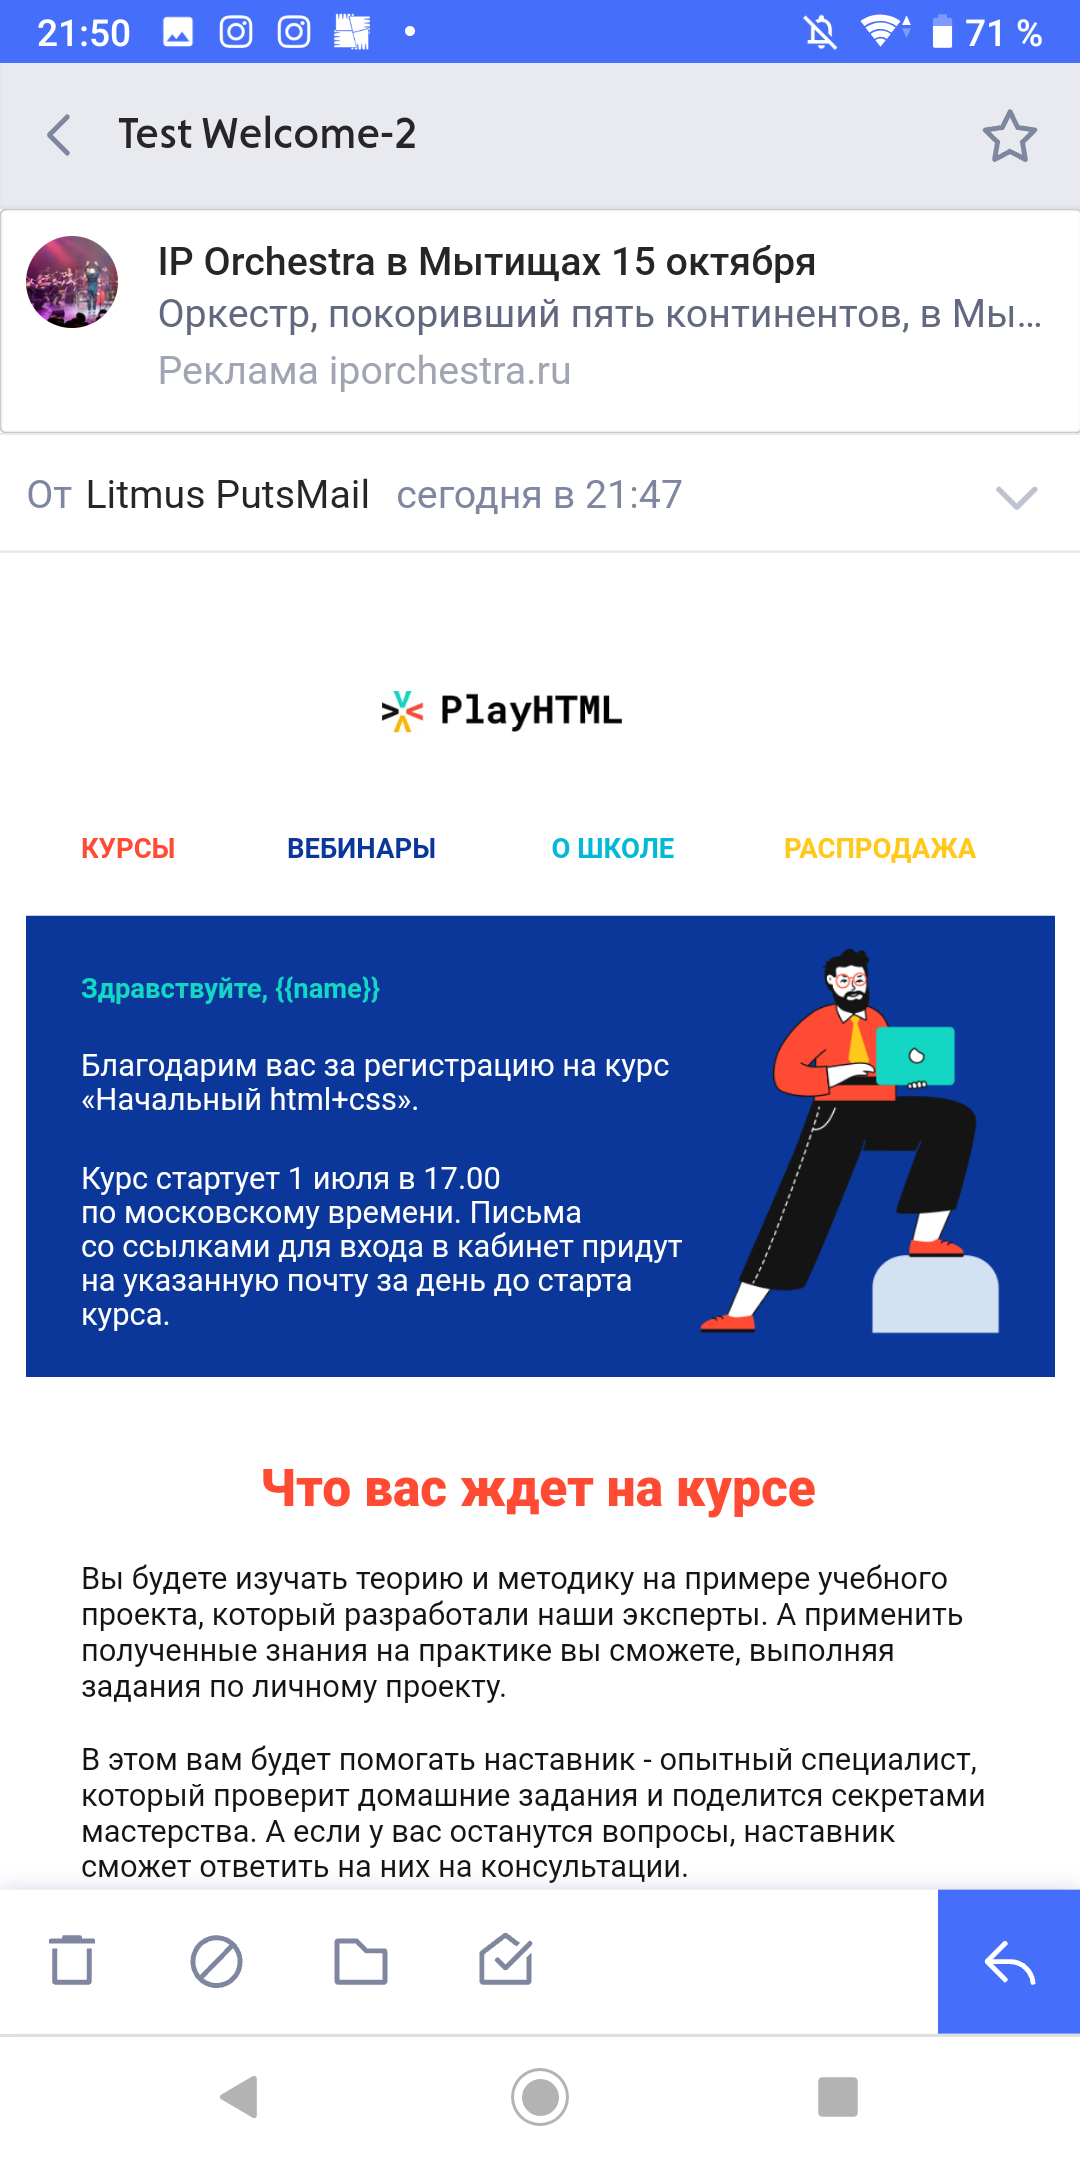 21:50
71 %
Test Welcome-2
IP Orchestra в Мытищах 15 октября
Оркестр, покоривший пять континентов, в Мы...
Реклама iporchestra.ru
От Litmus PutsMail сегодня в 21:47
PlayHTML
КУРСЫ ВЕБИНАРЫ О ШКОЛЕ РАСПРОДАЖА
Здравствуйте, {{name}}
Благодарим вас за регистрацию на курс
«Начальный html+css».
Курс стартует 1 июля в 17.00
по московскому времени. Письма
со ссылками для входа в кабинет придут
на указанную почту за день до старта
курса.
Что вас ждет на курсе
Вы будете изучать теорию и методику на примере учебного
проекта, который разработали наши эксперты. А применить
полученные знания на практике вы сможете, выполняя
задания по личному проекту.
В этом вам будет помогать наставник - опытный специалист,
который проверит домашние задания и поделится секретами
мастерства. А если у вас останутся вопросы, наставник
сможет ответить на них на консультации.